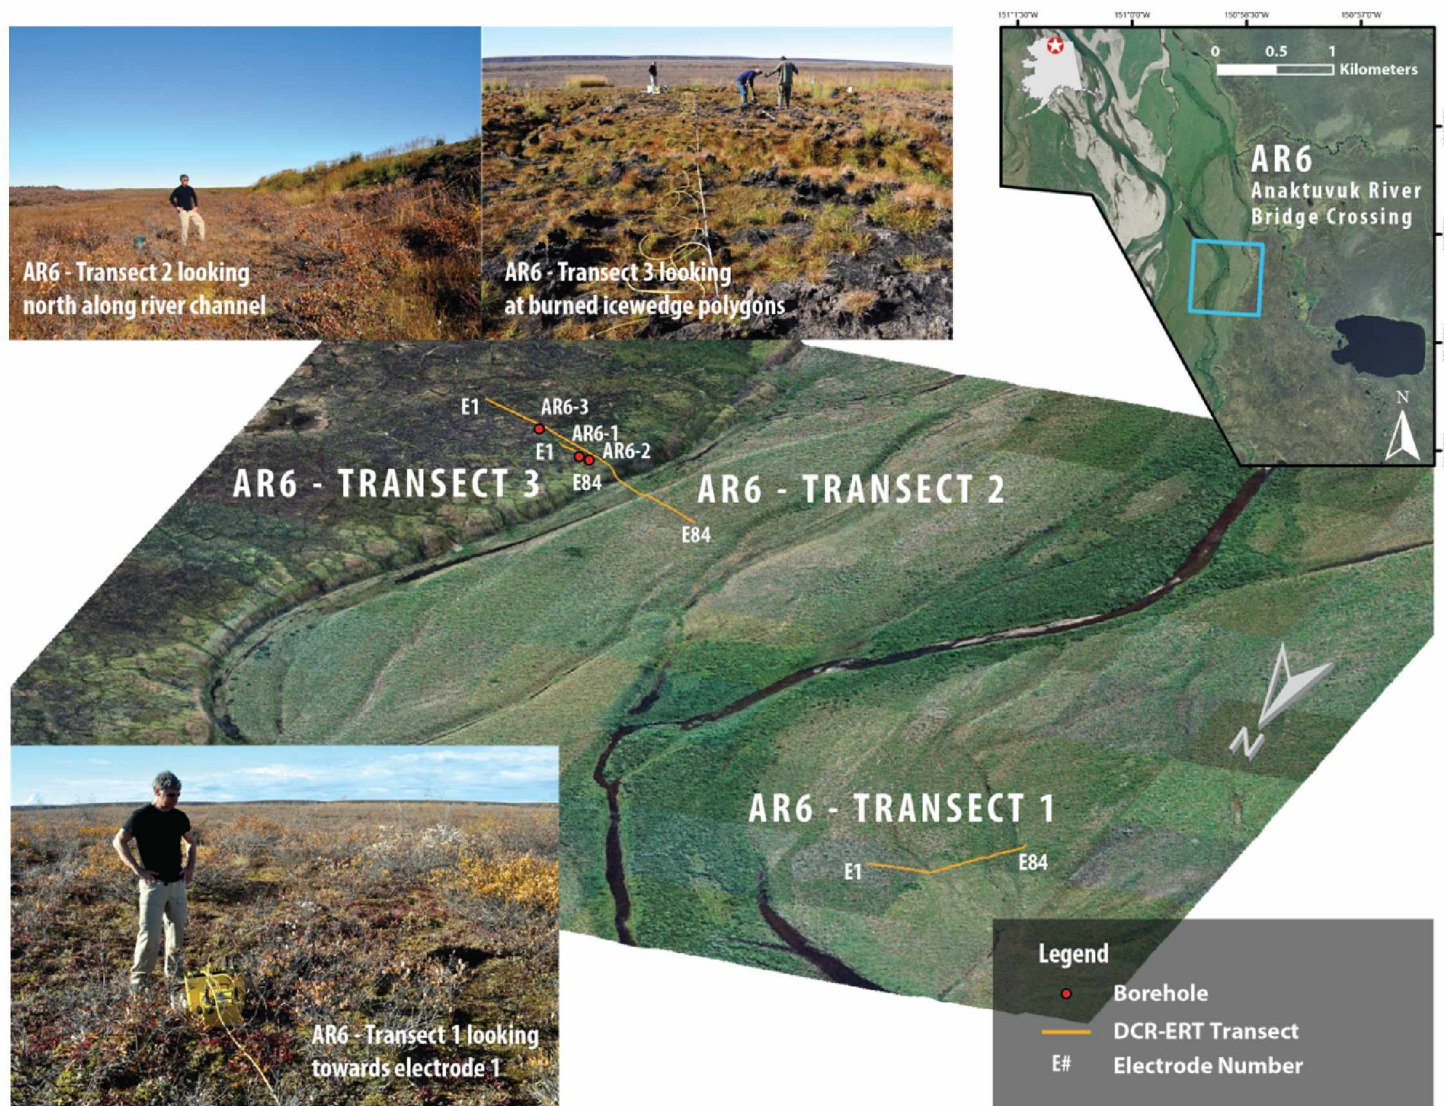 151°1'30"W
151°0'0"W
150°58'30"W
150°57'0"W
0 0.5 1
Kilometers
AR6
Anaktuvuk River
Bridge Crossing
N
AR6 - Transect 2 looking
north along river channel
AR6 - Transect 3 looking
at burned icewedge polygons
E1
AR6-3
AR6-1
E1
AR6-2
E84
AR6 - TRANSECT 3
AR6 - TRANSECT 2
E84
N
AR6 - TRANSECT 1
E1
E84
AR6 - Transect 1 looking
towards electrode 1
Legend
Borehole
DCR-ERT Transect
E# Electrode Number